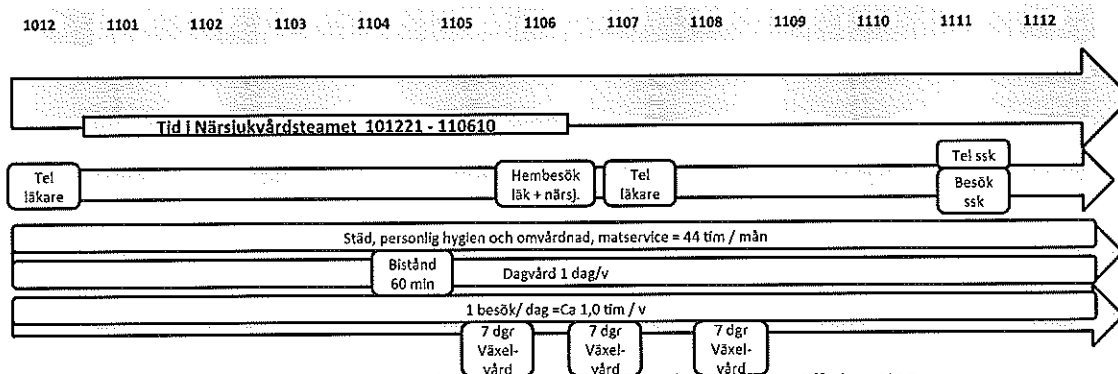 1012 1101 1102 1103 1104 1105 1106 1107 1108 1109 1110 1111 1112
Tid i Närsjukvårdsteamet 101221 - 110610
Tel
läkare
Hembesök
läk + närsj.
Tel
läkare
Tel ssk
Besök
ssk
Städ, personlig hygien och omvårdnad, matservice = 44 tim / mån
Bistånd
60 min
Dagvård 1 dag/v
1 besök/ dag =Ca 1,0 tim / v
7 dgr
Växel-
vård
7 dgr
Växel-
vård
7 dgr
Växel-
vård